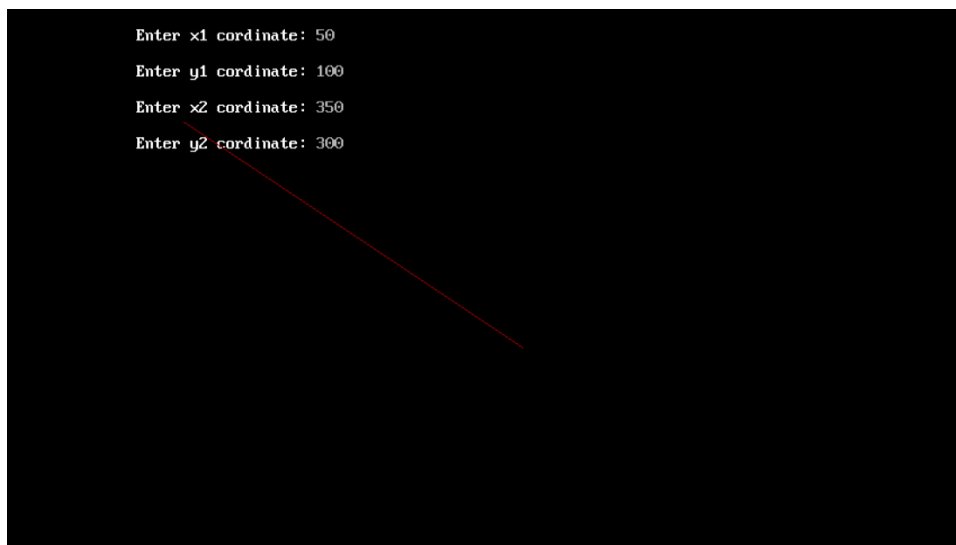 Enter x1 cordinate: 50
Enter y1 cordinate: 100
Enter x2 cordinate: 350
Enter y2 cordinate: 300